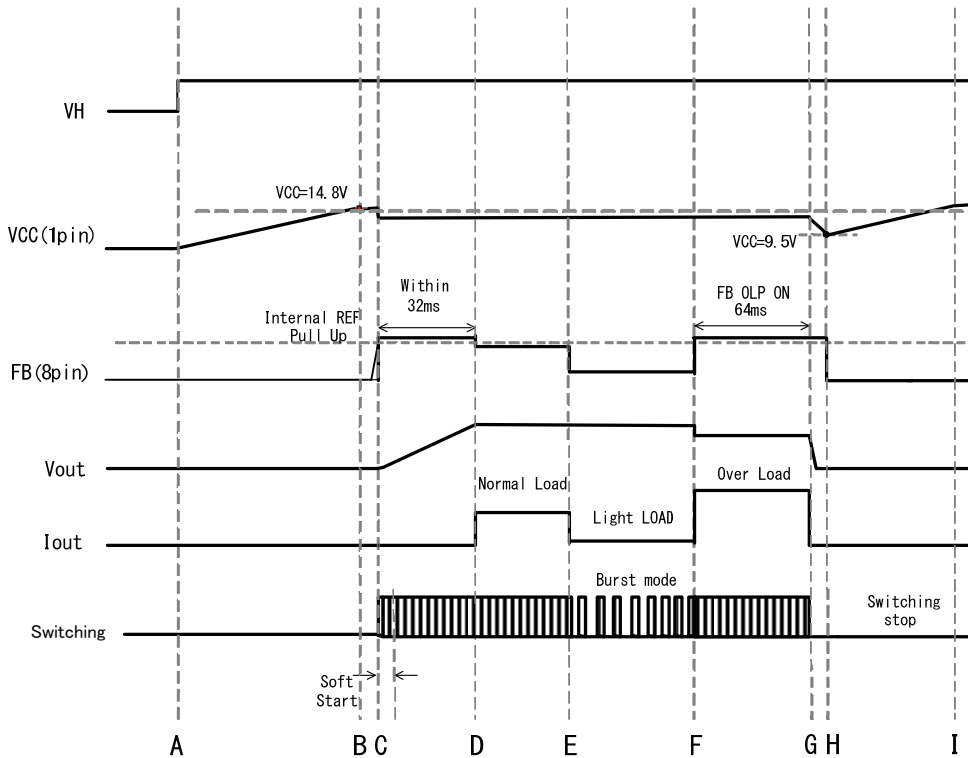 VH
VCC=14.8V
VCC(1pin)
VCC=9.5V
Within
32ms
FB OLP ON
64ms
Internal REF
Pull Up
FB(8pin)
Vout
Normal Load
Over Load
Iout
Light LOAD
Burst mode
Switching
Switching
stop
Soft
Start
A B C D E F G H I